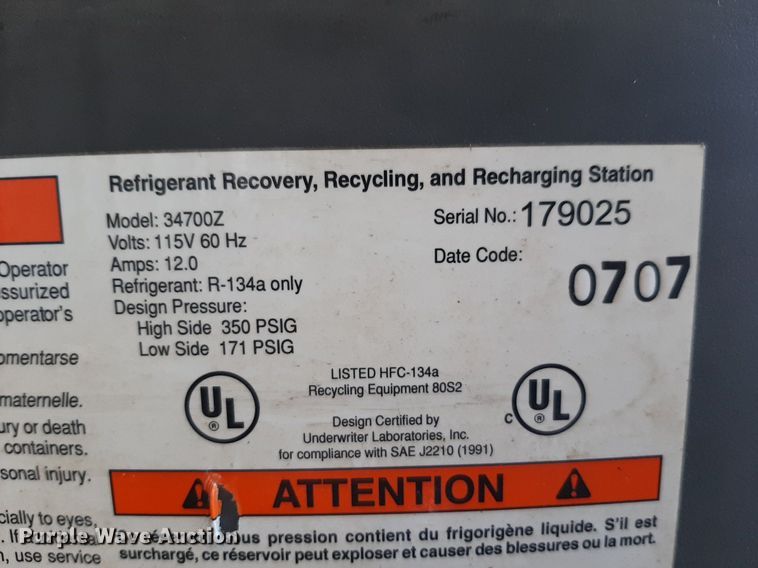 Refrigerant Recovery, Recycling, and Recharging Station
Model: 34700Z
Serial No.: 179025
Volts: 115V 60 Hz
Date Code: 0707
Amps: 12.0
Refrigerant: R-134a only
Design Pressure:
High Side 350 PSIG
Low Side 171 PSIG
Operator
ssurized
operator's
omentarse
maternelle.
ury or death
containers.
sonal injury.
cially to eyes,
. If
n, use service
UL ®
LISTED HFC-134a
Recycling Equipment 80S2
Design Certified by
Underwriter Laboratories, Inc.
for compliance with SAE J2210 (1991)
C UL ®
ATTENTION
ous pression contient du frigorigène liquide. S'il est
surchargé, ce réservoir peut exploser et causer des blessures ou la mort.
Purple Wave Auction